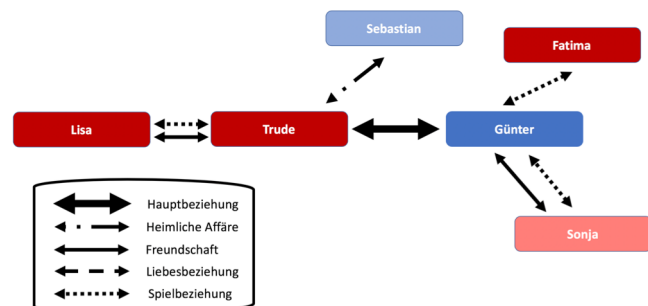 Sebastian
Fatima
Lisa
Trude
Günter
Sonja
Hauptbeziehung
Heimliche Affäre
Freundschaft
Liebesbeziehung
Spielbeziehung